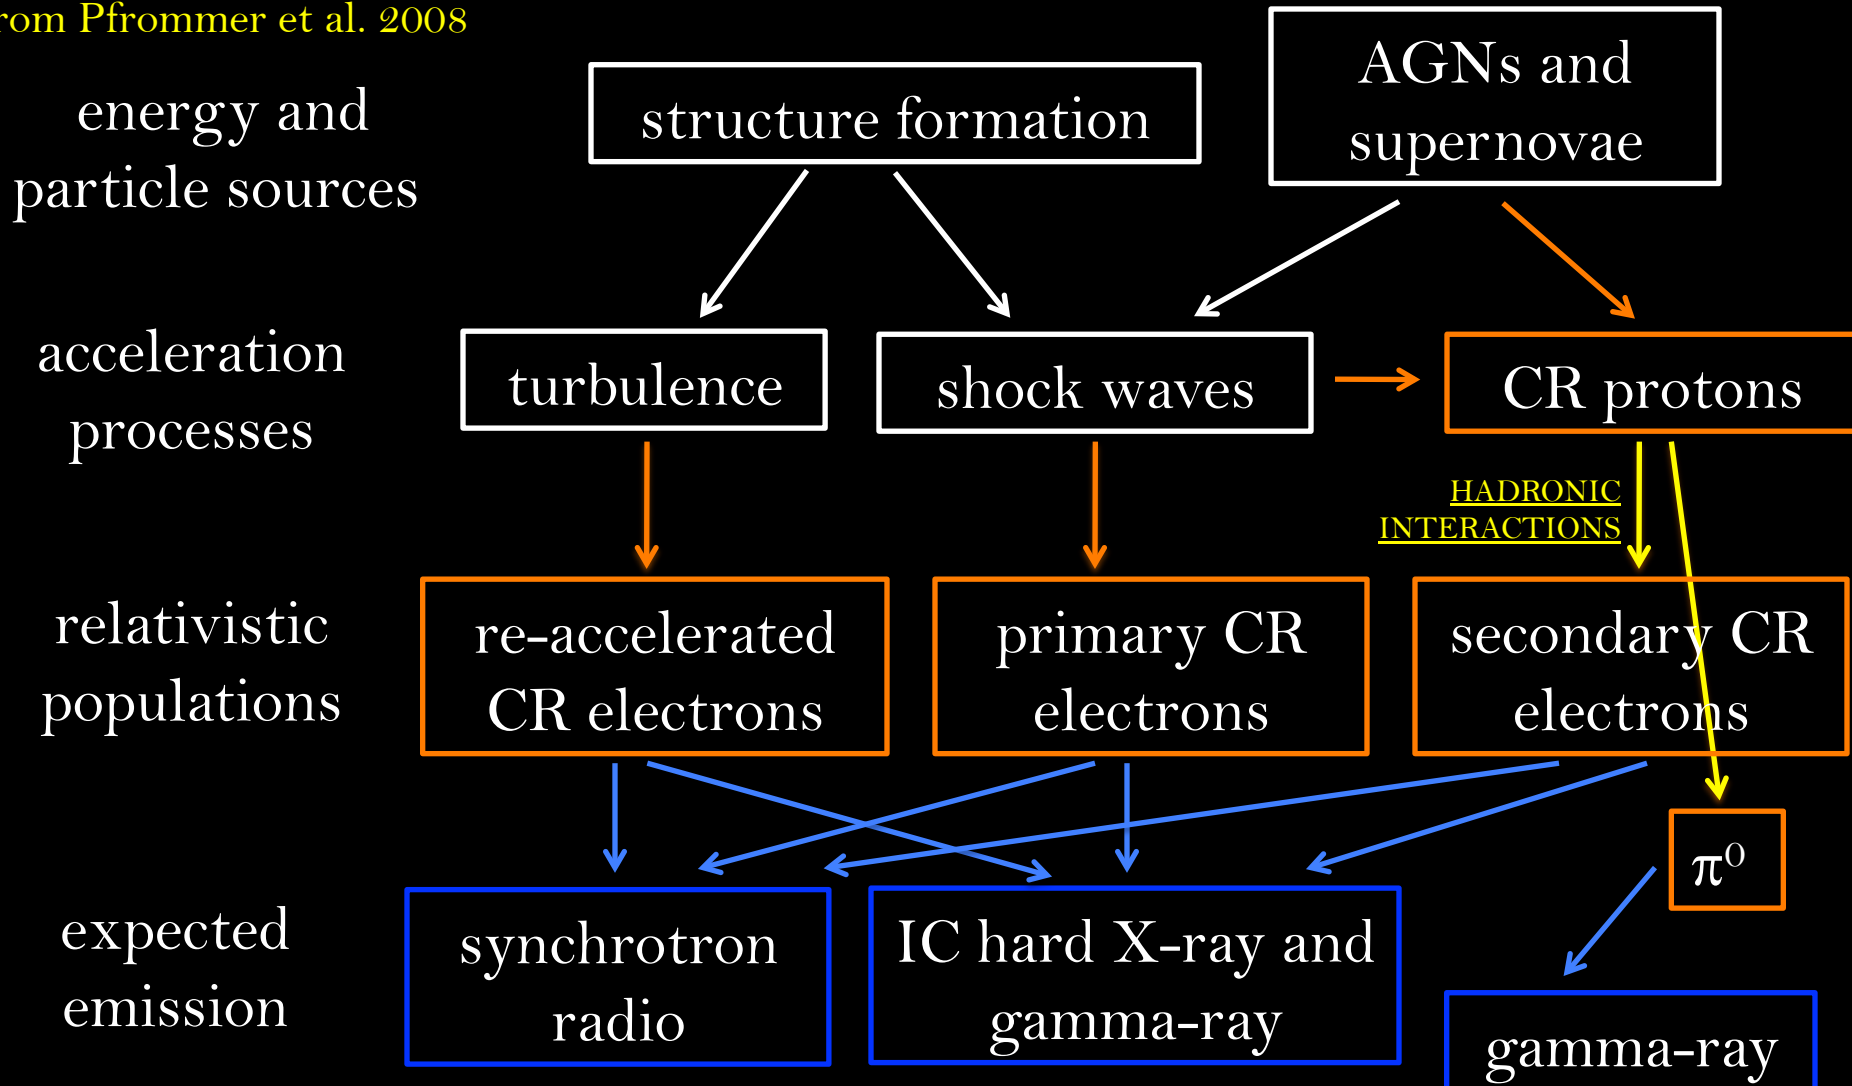 rom Pfrommer et al. 2008
energy and
particle sources
structure formation
AGNs and
supernovae
acceleration
processes
turbulence
shock waves
CR protons
HADRONIC
INTERACTIONS
relativistic
populations
re-accelerated
CR electrons
primary CR
electrons
secondary CR
electrons
π⁰
expected
emission
synchrotron
radio
IC hard X-ray and
gamma-ray
gamma-ray